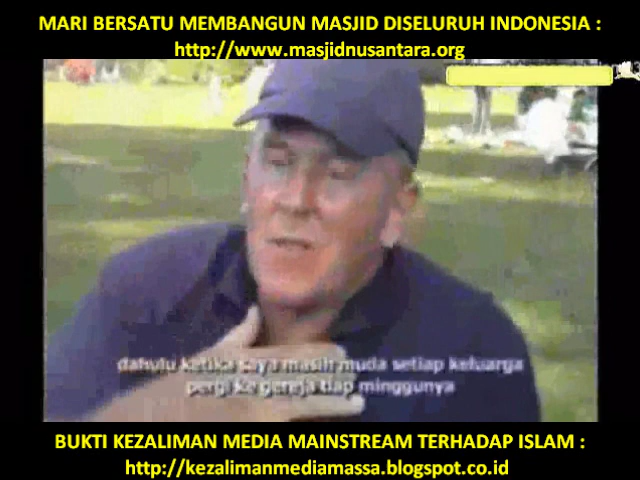 MARI BERSATU MEMBANGUN MASJID DISELURUH INDONESIA :
http://www.masjidnusantara.org
dahulu ketika saya masih muda setiap keluarga
pergi ke gereja tiap minggunya
BUKTI KEZALIMAN MEDIA MAINSTREAM TERHADAP ISLAM :
http://kezalimanmediamassa.blogspot.co.id